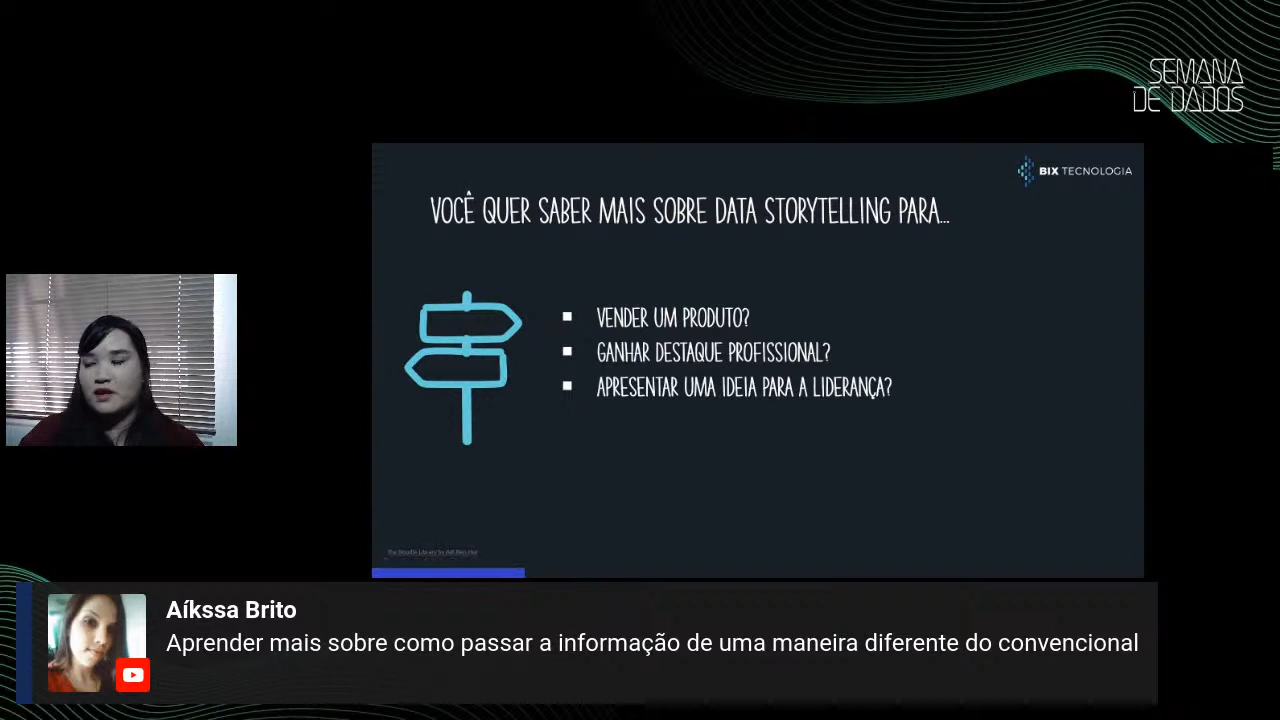 SEMANA
DE DADOS
BIX TECNOLOGIA
VOCÊ QUER SABER MAIS SOBRE DATA STORYTELLING PARA...
VENDER UM PRODUTO?
GANHAR DESTAQUE PROFISSIONAL?
APRESENTAR UMA IDEIA PARA A LIDERANÇA?
Aíkssa Brito
Aprender mais sobre como passar a informação de uma maneira diferente do convencional